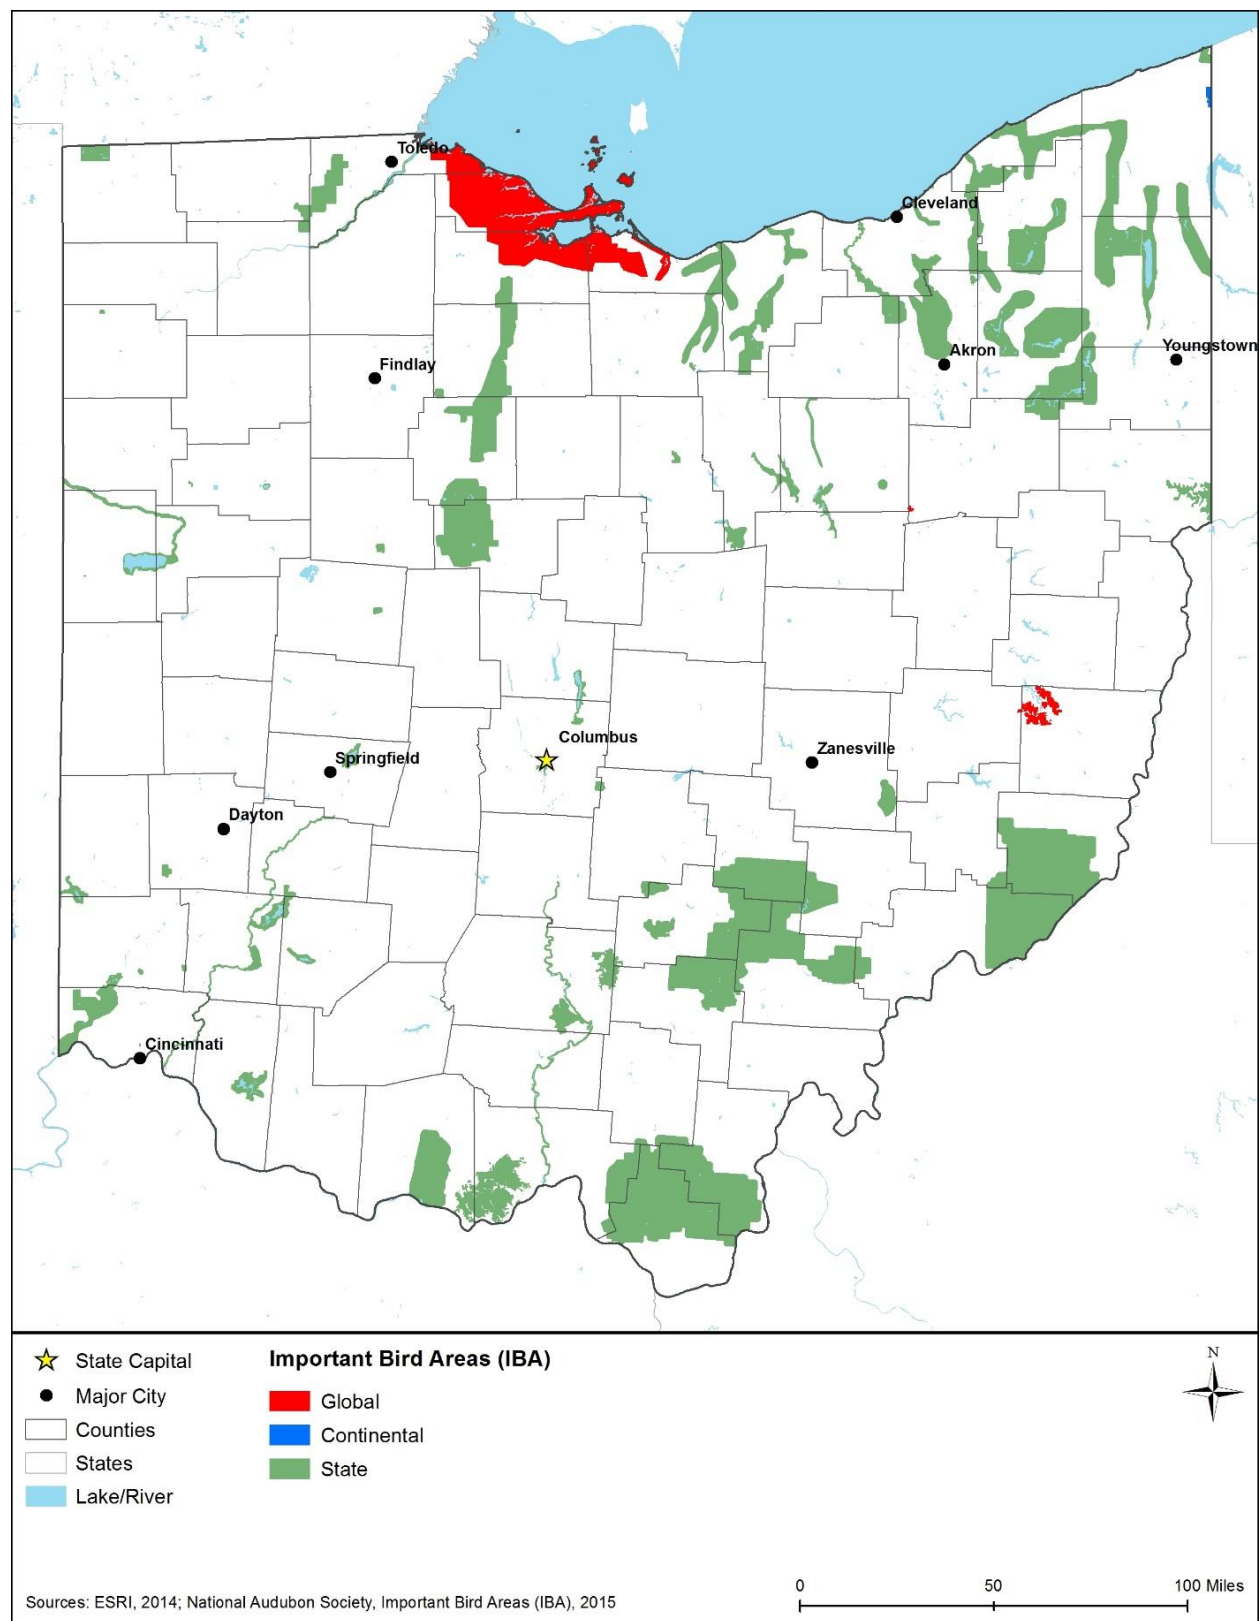 Toledo
Cleveland
Akron
Youngstown
Findlay
Columbus
Zanesville
Springfield
Dayton
Cincinnati
State Capital
Major City
Counties
States
Lake/River
Important Bird Areas (IBA)
Global
Continental
State
N
0 50 100 Miles
Sources: ESRI, 2014; National Audubon Society, Important Bird Areas (IBA), 2015